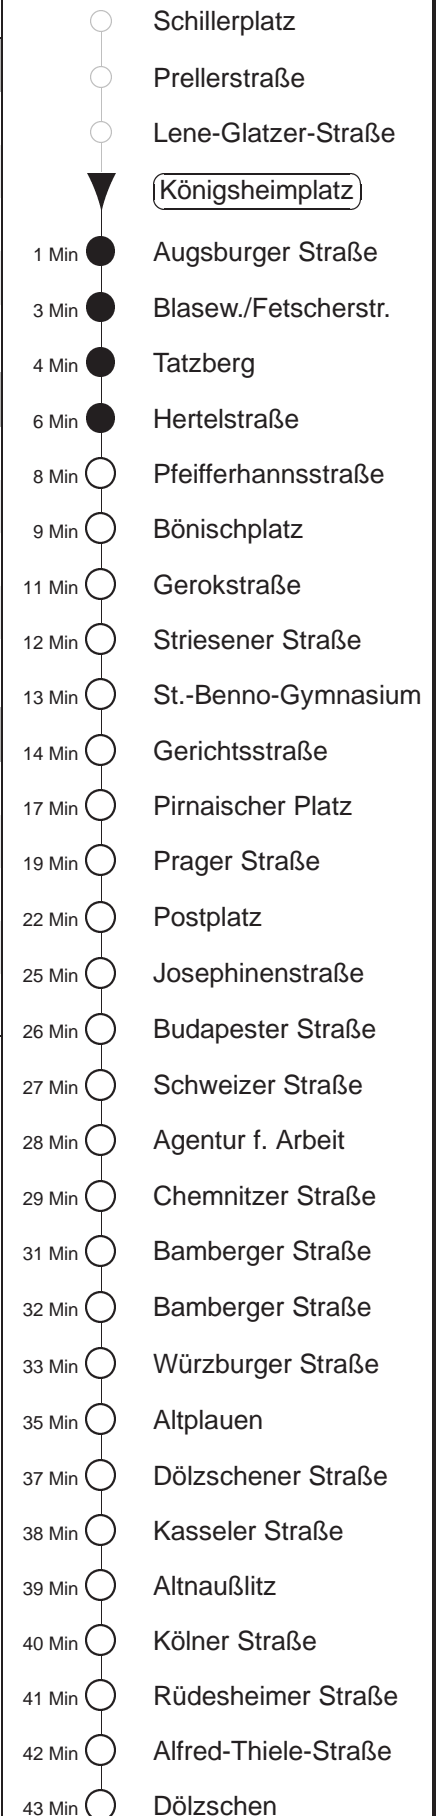 Schillerplatz
Prellerstraße
Lene-Glatzer-Straße
Königsheimplatz
1 Min Augsburger Straße
3 Min Blasew./Fetscherstr.
4 Min Tatzberg
6 Min Hertelstraße
8 Min Pfeifferhannsstraße
9 Min Bönischplatz
11 Min Gerokstraße
12 Min Striesener Straße
13 Min St.-Benno-Gymnasium
14 Min Gerichtsstraße
17 Min Pirnaischer Platz
19 Min Prager Straße
22 Min Postplatz
25 Min Josephinenstraße
26 Min Budapester Straße
27 Min Schweizer Straße
28 Min Agentur f. Arbeit
29 Min Chemnitzer Straße
31 Min Bamberger Straße
32 Min Bamberger Straße
33 Min Würzburger Straße
35 Min Altplauen
37 Min Dölzschener Straße
38 Min Kasseler Straße
39 Min Altnaußlitz
40 Min Kölner Straße
41 Min Rüdesheimer Straße
42 Min Alfred-Thiele-Straße
43 Min Dölzschen